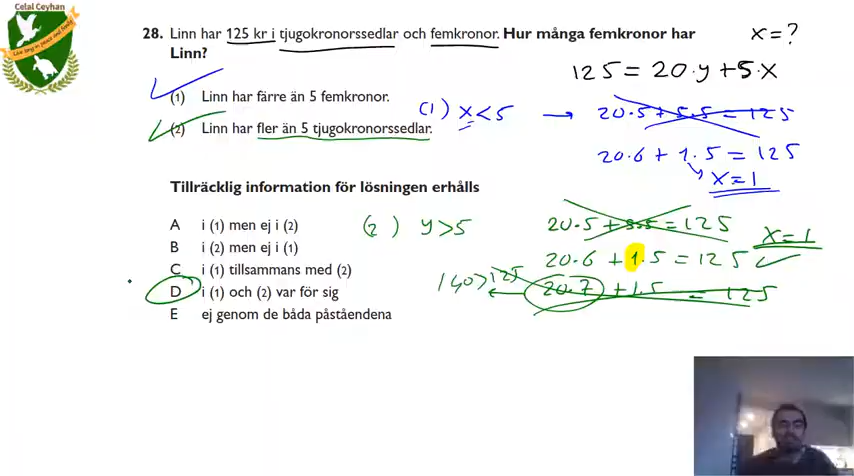 Celal Ceyhan
28. Linn har 125 kr i tjugokronorssedlar och femkronor. Hur många femkronor har
Linn?
x = ?
125 = 20·y + 5·x
(1) Linn har färre än 5 femkronor.
(2) Linn har fler än 5 tjugokronorssedlar.
(1) x < 5 → 20·5 + 5·5 = 125
20·6 + 1·5 = 125
x = 1
Tillräcklig information för lösningen erhålls
A i (1) men ej i (2)
B i (2) men ej i (1)
C i (1) tillsammans med (2)
D i (1) och (2) var för sig
E ej genom de båda påståendena
(2) y > 5
20·5 + 5·5 = 125
x = 1
20·6 + 1·5 = 125
140 > 125
20·7 + 1·5 = 125